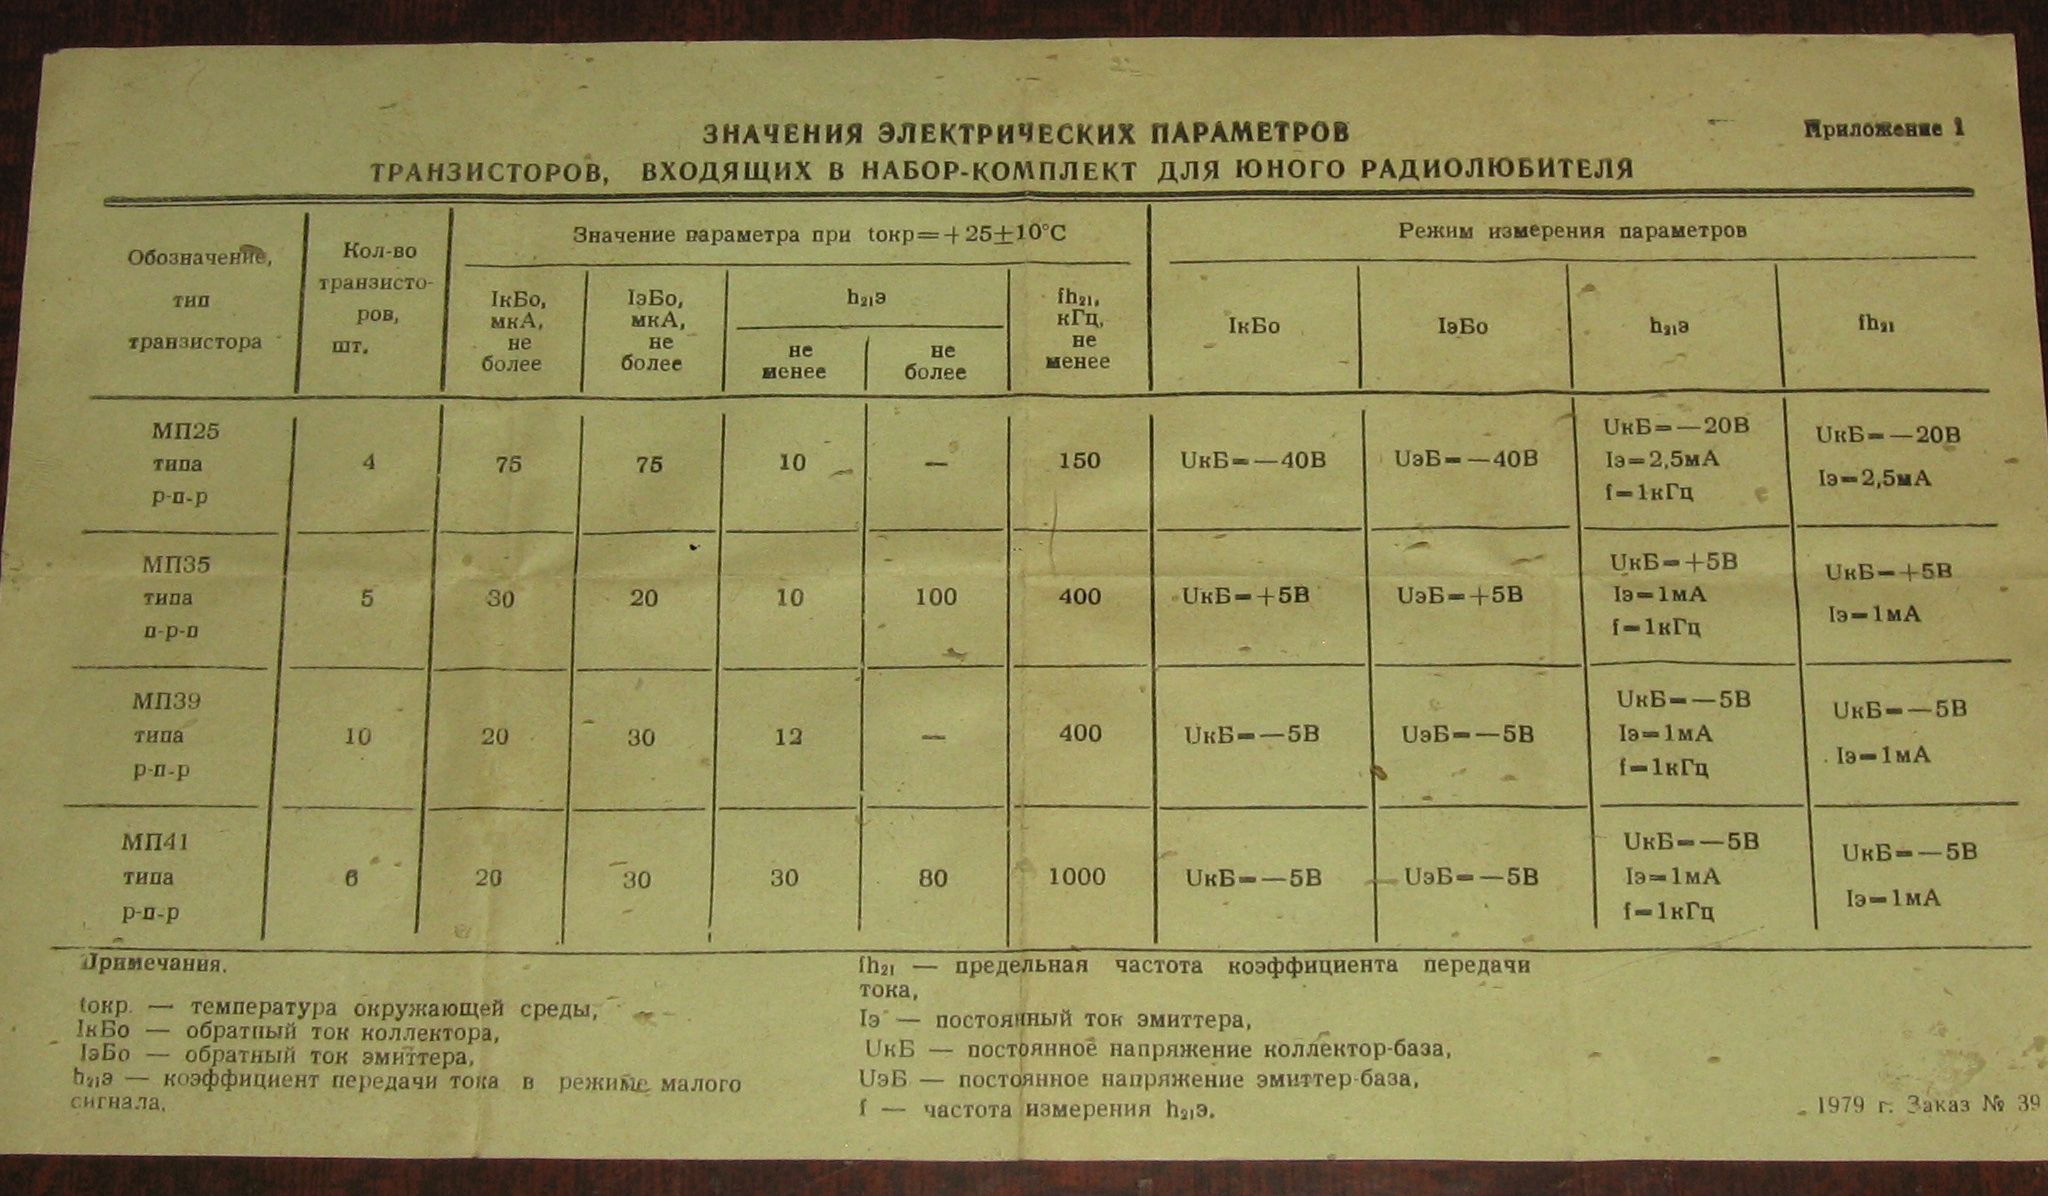 Приложение 1
ЗНАЧЕНИЯ ЭЛЕКТРИЧЕСКИХ ПАРАМЕТРОВ
ТРАНЗИСТОРОВ, ВХОДЯЩИХ В НАБОР-КОМПЛЕКТ ДЛЯ ЮНОГО РАДИОЛЮБИТЕЛЯ
Обозначение,
тип
транзистора
Кол-во
транзисто-
ров,
шт.
Значение параметра при tокр=+25±10°С
Режим измерения параметров
IкБо,
мкА,
не
более
IэБо,
мкА,
не
более
h₂₁э
не
менее
не
более
fh₂₁,
кГц,
не
менее
IкБо
IэБо
h₂₁э
fh₂₁
МП25
типа
р-п-р
4
75
75
10
—
150
UкБ=—40В
UэБ=—40В
UкБ=—20В
Iэ=2,5мА
f=1кГц
UкБ=—20В
Iэ=2,5мА
МП35
типа
п-р-п
5
30
20
10
100
400
UкБ=+5В
UэБ=+5В
UкБ=+5В
Iэ=1мА
f=1кГц
UкБ=+5В
Iэ=1мА
МП39
типа
р-п-р
10
20
30
12
—
400
UкБ=—5В
UэБ=—5В
UкБ=—5В
Iэ=1мА
f=1кГц
UкБ=—5В
Iэ=1мА
МП41
типа
р-п-р
6
20
30
30
80
1000
UкБ=—5В
UэБ=—5В
UкБ=—5В
Iэ=1мА
f=1кГц
UкБ=—5В
Iэ=1мА
Примечания.
tокр. — температура окружающей среды,
IкБо — обратный ток коллектора,
IэБо — обратный ток эмиттера,
h₂₁э — коэффициент передачи тока в режиме малого
сигнала,
fh₂₁ — предельная частота коэффициента передачи
тока,
Iэ — постоянный ток эмиттера,
UкБ — постоянное напряжение коллектор-база,
UэБ — постоянное напряжение эмиттер-база,
f — частота измерения h₂₁э.
1979 г. Заказ № 39